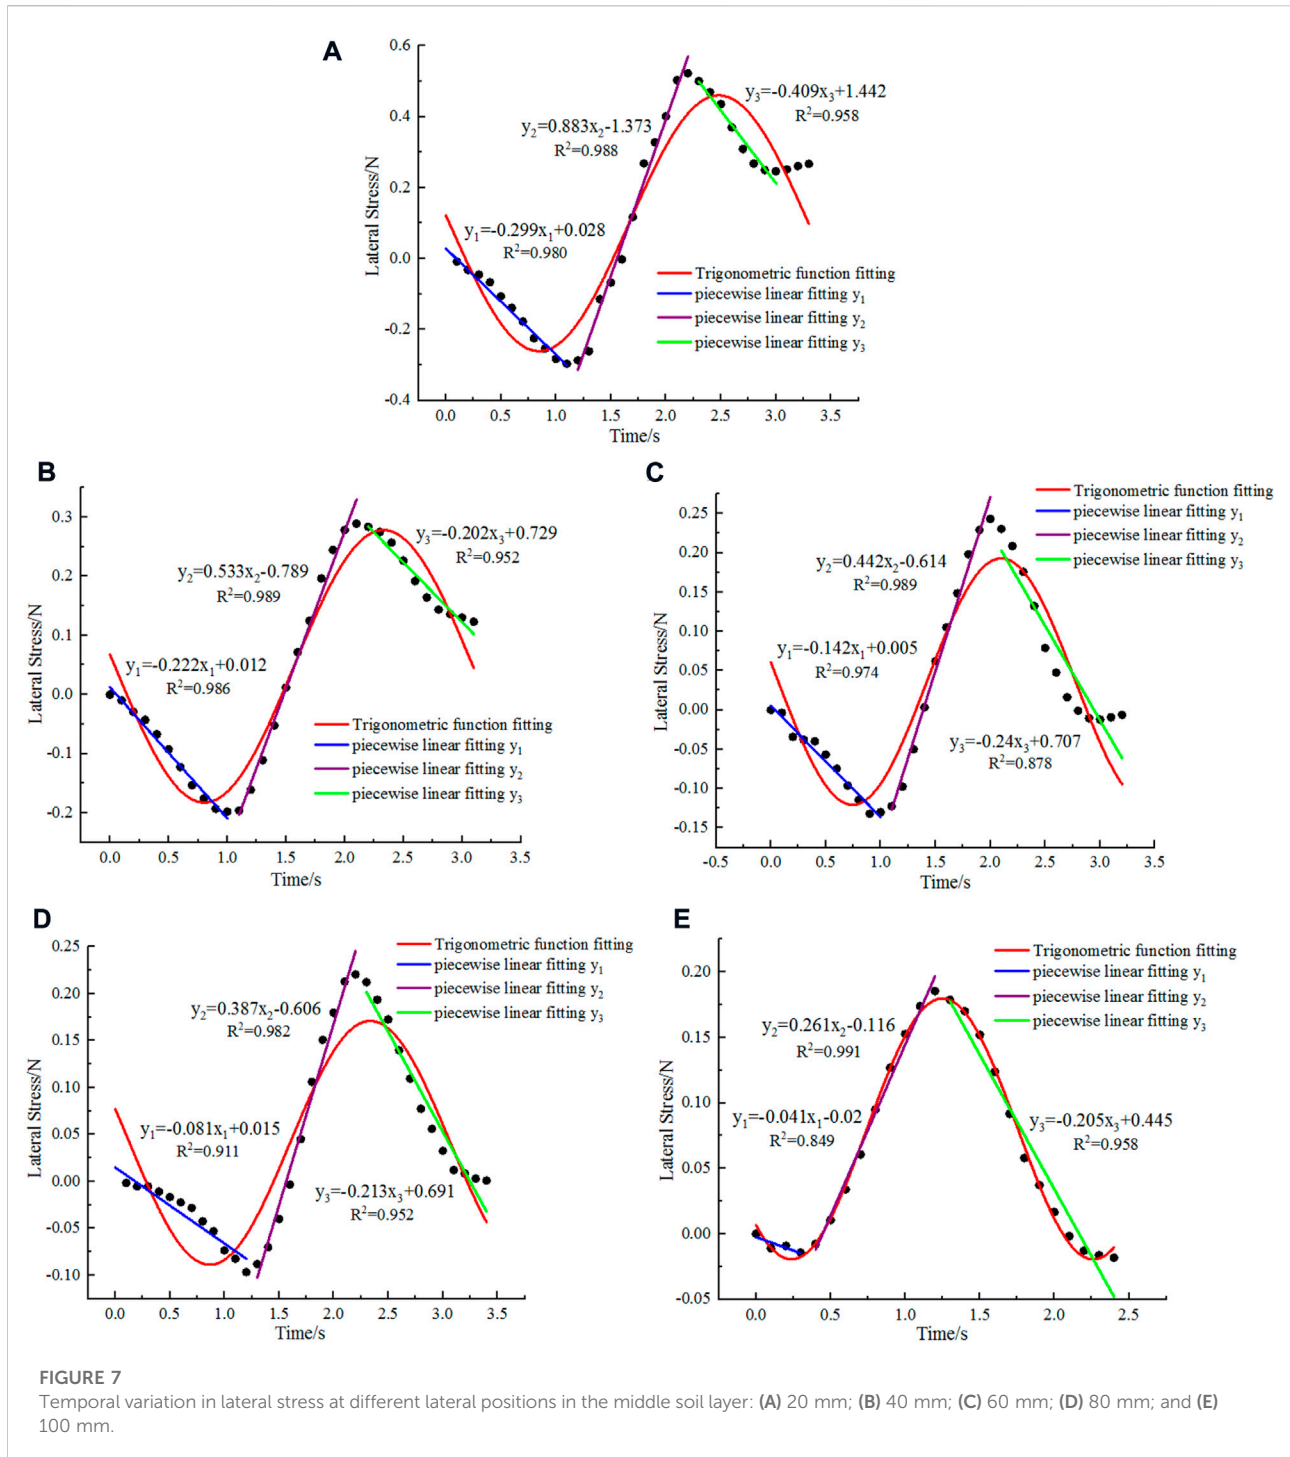 A
0.6
0.4
0.2
0.0
-0.2
-0.4
Lateral Stress/N
y₃=-0.409x₃+1.442
R²=0.958
y₂=0.883x₂-1.373
R²=0.988
y₁=-0.299x₁+0.028
R²=0.980
Trigonometric function fitting
piecewise linear fitting y₁
piecewise linear fitting y₂
piecewise linear fitting y₃
0.0 0.5 1.0 1.5 2.0 2.5 3.0 3.5
Time/s
B
0.3
0.2
0.1
0.0
-0.1
-0.2
Lateral Stress/N
y₃=-0.202x₃+0.729
R²=0.952
y₂=0.533x₂-0.789
R²=0.989
y₁=-0.222x₁+0.012
R²=0.986
Trigonometric function fitting
piecewise linear fitting y₁
piecewise linear fitting y₂
piecewise linear fitting y₃
0.0 0.5 1.0 1.5 2.0 2.5 3.0 3.5
Time/s
C
0.25
0.20
0.15
0.10
0.05
0.00
-0.05
-0.10
-0.15
Lateral Stress/N
Trigonometric function fitting
piecewise linear fitting y₁
piecewise linear fitting y₂
piecewise linear fitting y₃
y₂=0.442x₂-0.614
R²=0.989
y₁=-0.142x₁+0.005
R²=0.974
y₃=-0.24x₃+0.707
R²=0.878
-0.5 0.0 0.5 1.0 1.5 2.0 2.5 3.0 3.5
Time/s
D
0.25
0.20
0.15
0.10
0.05
0.00
-0.05
-0.10
Lateral Stress/N
Trigonometric function fitting
piecewise linear fitting y₁
piecewise linear fitting y₂
piecewise linear fitting y₃
y₂=0.387x₂-0.606
R²=0.982
y₁=-0.081x₁+0.015
R²=0.911
y₃=-0.213x₃+0.691
R²=0.952
0.0 0.5 1.0 1.5 2.0 2.5 3.0 3.5
Time/s
E
0.20
0.15
0.10
0.05
0.00
-0.05
Lateral Stress/N
Trigonometric function fitting
piecewise linear fitting y₁
piecewise linear fitting y₂
piecewise linear fitting y₃
y₂=0.261x₂-0.116
R²=0.991
y₁=-0.041x₁-0.02
R²=0.849
y₃=-0.205x₃+0.445
R²=0.958
0.0 0.5 1.0 1.5 2.0 2.5
Time/s
FIGURE 7
Temporal variation in lateral stress at different lateral positions in the middle soil layer: (A) 20 mm; (B) 40 mm; (C) 60 mm; (D) 80 mm; and (E)
100 mm.